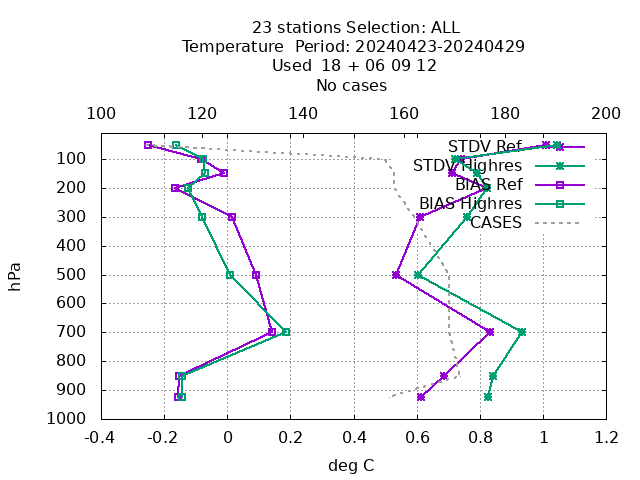 23 stations Selection: ALL
Temperature  Period: 20240423-20240429
Used  18 + 06 09 12
No cases
100 120 140 160 180 200
STDV Ref
STDV Highres
BIAS Ref
BIAS Highres
CASES
100
200
300
400
500
600
700
800
900
1000
hPa
-0.4 -0.2 0 0.2 0.4 0.6 0.8 1 1.2
deg C